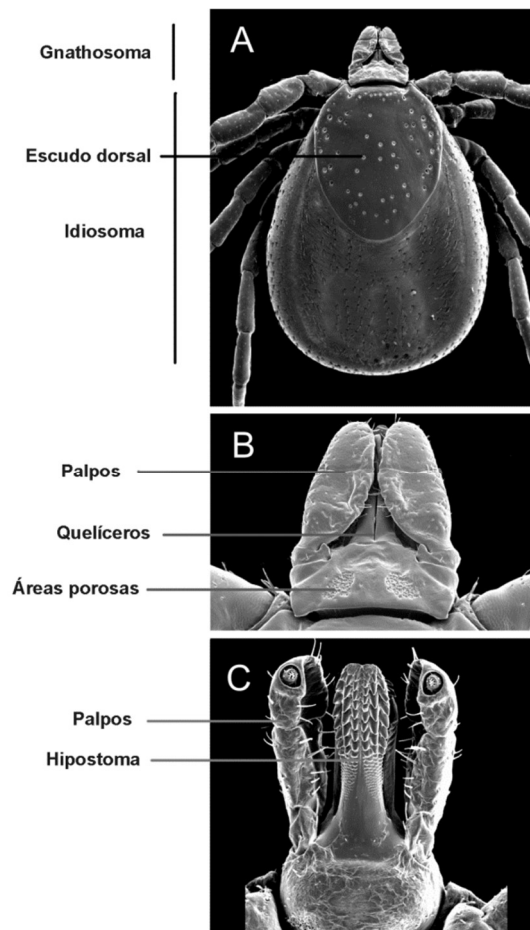 A
Gnathosoma
Escudo dorsal
Idiosoma
B
Palpos
Quelíceros
Áreas porosas
C
Palpos
Hipostoma